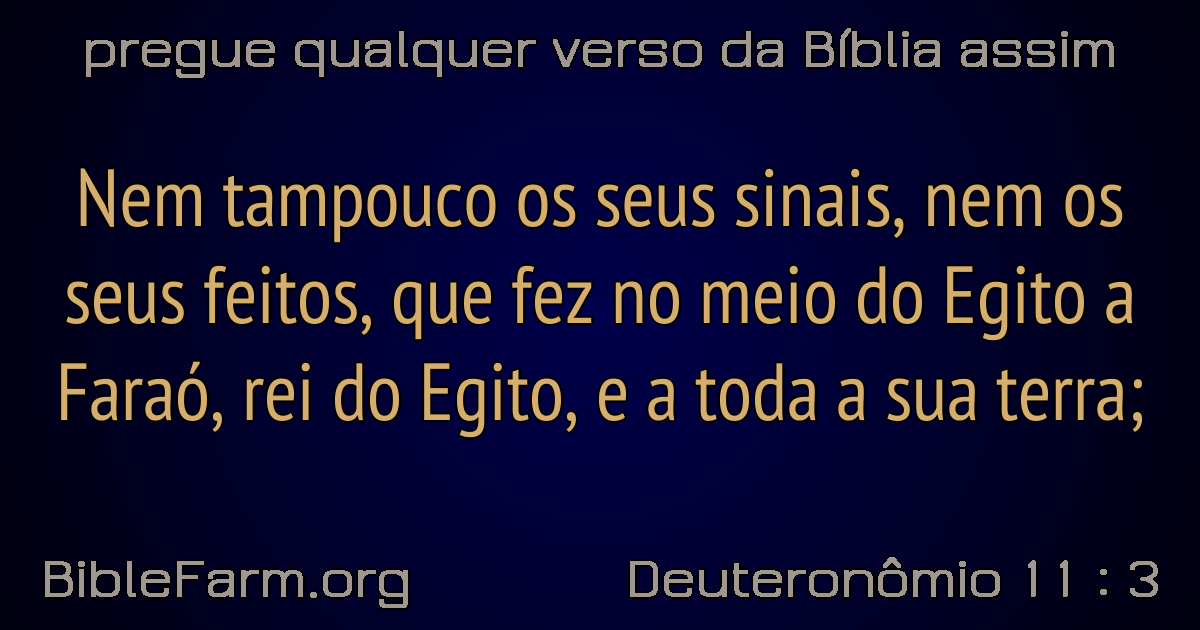 pregue qualquer verso da Bíblia assim
Nem tampouco os seus sinais, nem os
seus feitos, que fez no meio do Egito a
Faraó, rei do Egito, e a toda a sua terra;
BibleFarm.org
Deuteronômio 11 : 3